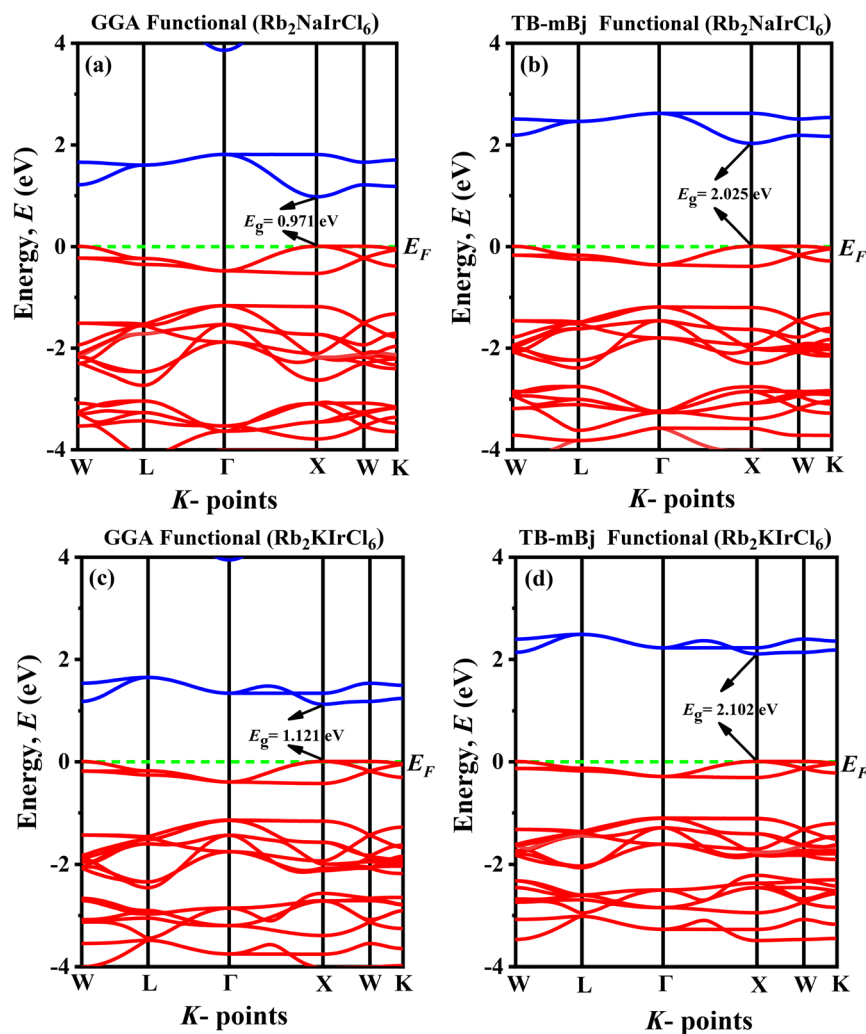 GGA Functional (Rb₂NaIrCl₆)
(a)
Energy, E (eV)
4
2
0
-2
-4
Eg= 0.971 eV
EF
W L Γ X W K
K- points
TB-mBj Functional (Rb₂NaIrCl₆)
(b)
Energy, E (eV)
4
2
0
-2
-4
Eg= 2.025 eV
EF
W L Γ X W K
K- points
GGA Functional (Rb₂KIrCl₆)
(c)
Energy, E (eV)
4
2
0
-2
-4
Eg= 1.121 eV
EF
W L Γ X W K
K- points
TB-mBj Functional (Rb₂KIrCl₆)
(d)
Energy, E (eV)
4
2
0
-2
-4
Eg= 2.102 eV
EF
W L Γ X W K
K- points